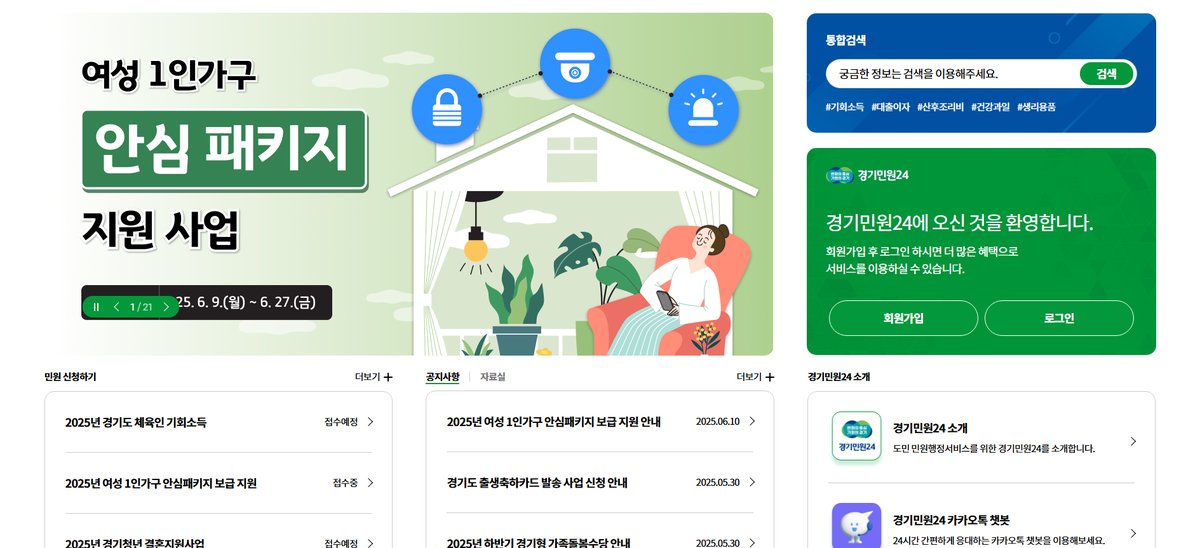 여성 1인가구
안심 패키지
지원 사업
25. 6. 9.(월) ~ 6. 27.(금)
1 / 21
통합검색
궁금한 정보는 검색을 이용해주세요.
검색
#기회소득 #대출이자 #산후조리비 #건강과일 #생리용품
경기민원24
경기민원24에 오신 것을 환영합니다.
회원가입 후 로그인 하시면 더 많은 혜택으로
서비스를 이용하실 수 있습니다.
회원가입
로그인
민원 신청하기
더보기 +
2025년 경기도 체육인 기회소득
접수예정
2025년 여성 1인가구 안심패키지 보급 지원
접수중
2025년 경기청년 결혼지원사업
접수예정
공지사항
자료실
더보기 +
2025년 여성 1인가구 안심패키지 보급 지원 안내
2025.06.10
경기도 출생축하카드 발송 사업 신청 안내
2025.05.30
2025년 하반기 경기형 가족돌봄수당 안내
2025.05.30
경기민원24 소개
경기민원24
경기민원24 소개
도민 민원행정서비스를 위한 경기민원24를 소개합니다.
경기민원24 카카오톡 챗봇
24시간 간편하게 응대하는 카카오톡 챗봇을 이용해보세요.